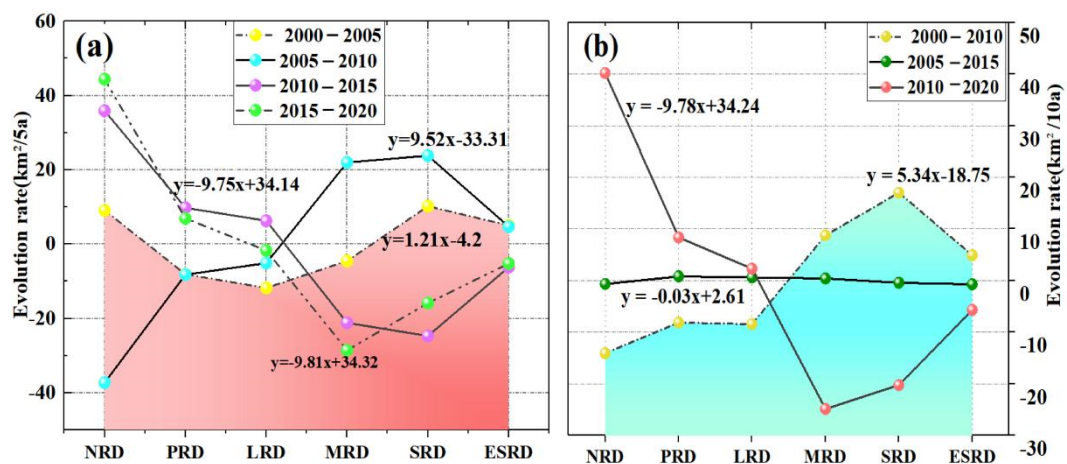 (a)
2000－2005
2005－2010
2010－2015
2015－2020
Evolution rate(km²/5a)
60
40
20
0
-20
-40
y=9.52x-33.31
y=-9.75x+34.14
y=1.21x-4.2
y=-9.81x+34.32
NRD PRD LRD MRD SRD ESRD
(b)
2000－2010
2005－2015
2010－2020
y = -9.78x+34.24
y = 5.34x-18.75
y = -0.03x+2.61
50
40
30
20
10
0
-10
-20
-30
Evolution rate(km²/10a)
NRD PRD LRD MRD SRD ESRD